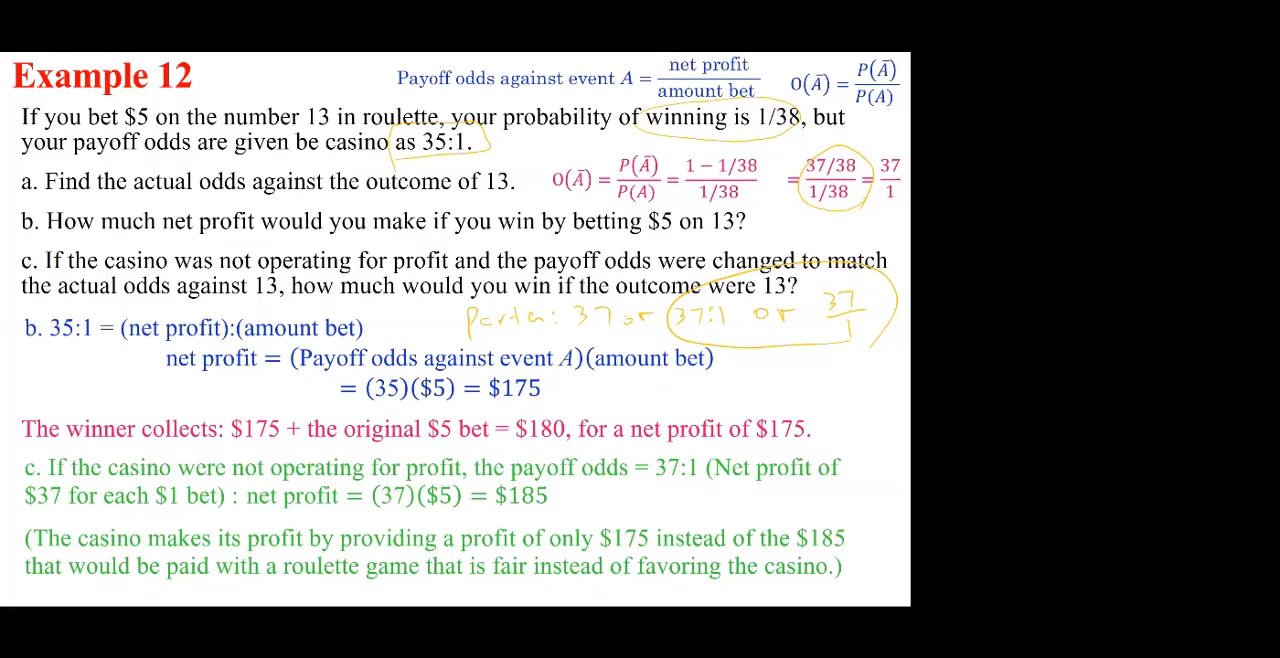 Example 12
Payoff odds against event A = net profit / amount bet    O(Ā) = P(Ā) / P(A)
If you bet $5 on the number 13 in roulette, your probability of winning is 1/38, but
your payoff odds are given be casino as 35:1.
a. Find the actual odds against the outcome of 13.    O(Ā) = P(Ā) / P(A) = 1 − 1/38 / 1/38 = 37/38 / 1/38 = 37 / 1
b. How much net profit would you make if you win by betting $5 on 13?
c. If the casino was not operating for profit and the payoff odds were changed to match
the actual odds against 13, how much would you win if the outcome were 13?
Part a: 37 or 37:1 or 37 / 1
b. 35:1 = (net profit):(amount bet)
net profit = (Payoff odds against event A)(amount bet)
= (35)($5) = $175
The winner collects: $175 + the original $5 bet = $180, for a net profit of $175.
c. If the casino were not operating for profit, the payoff odds = 37:1 (Net profit of
$37 for each $1 bet) : net profit = (37)($5) = $185
(The casino makes its profit by providing a profit of only $175 instead of the $185
that would be paid with a roulette game that is fair instead of favoring the casino.)